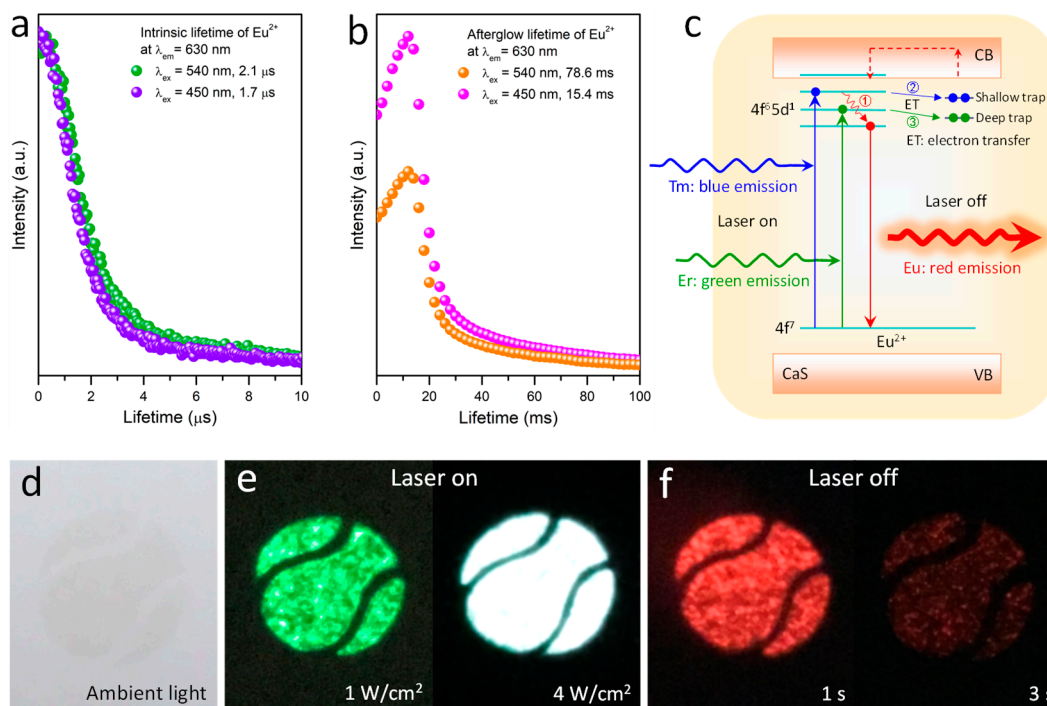 a
Intrinsic lifetime of Eu²⁺
at λem = 630 nm
λex = 540 nm, 2.1 μs
λex = 450 nm, 1.7 μs
Intensity (a.u.)
0 2 4 6 8 10
Lifetime (μs)
b
Afterglow lifetime of Eu²⁺
at λem = 630 nm
λex = 540 nm, 78.6 ms
λex = 450 nm, 15.4 ms
Intensity (a.u.)
0 20 40 60 80 100
Lifetime (ms)
c
CB
4f⁶5d¹
①
②
ET
③
Shallow trap
Deep trap
ET: electron transfer
Tm: blue emission
Laser on
Laser off
Er: green emission
Eu: red emission
4f⁷
Eu²⁺
CaS
VB
d
Ambient light
e
Laser on
1 W/cm²
4 W/cm²
f
Laser off
1 s
3 s